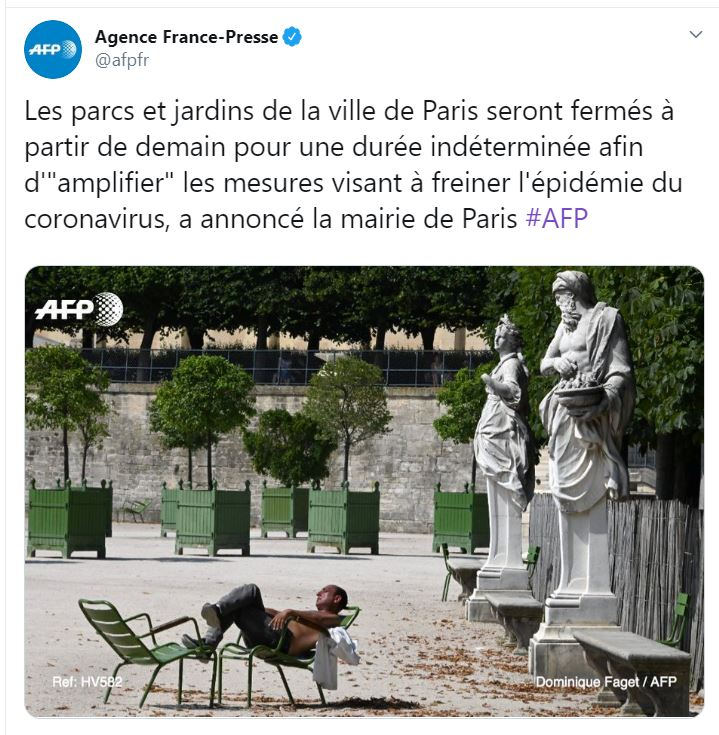 AFP
Agence France-Presse
@afpfr
Les parcs et jardins de la ville de Paris seront fermés à
partir de demain pour une durée indéterminée afin
d'"amplifier" les mesures visant à freiner l'épidémie du
coronavirus, a annoncé la mairie de Paris #AFP
AFP
Ref: HV582
Dominique Faget / AFP